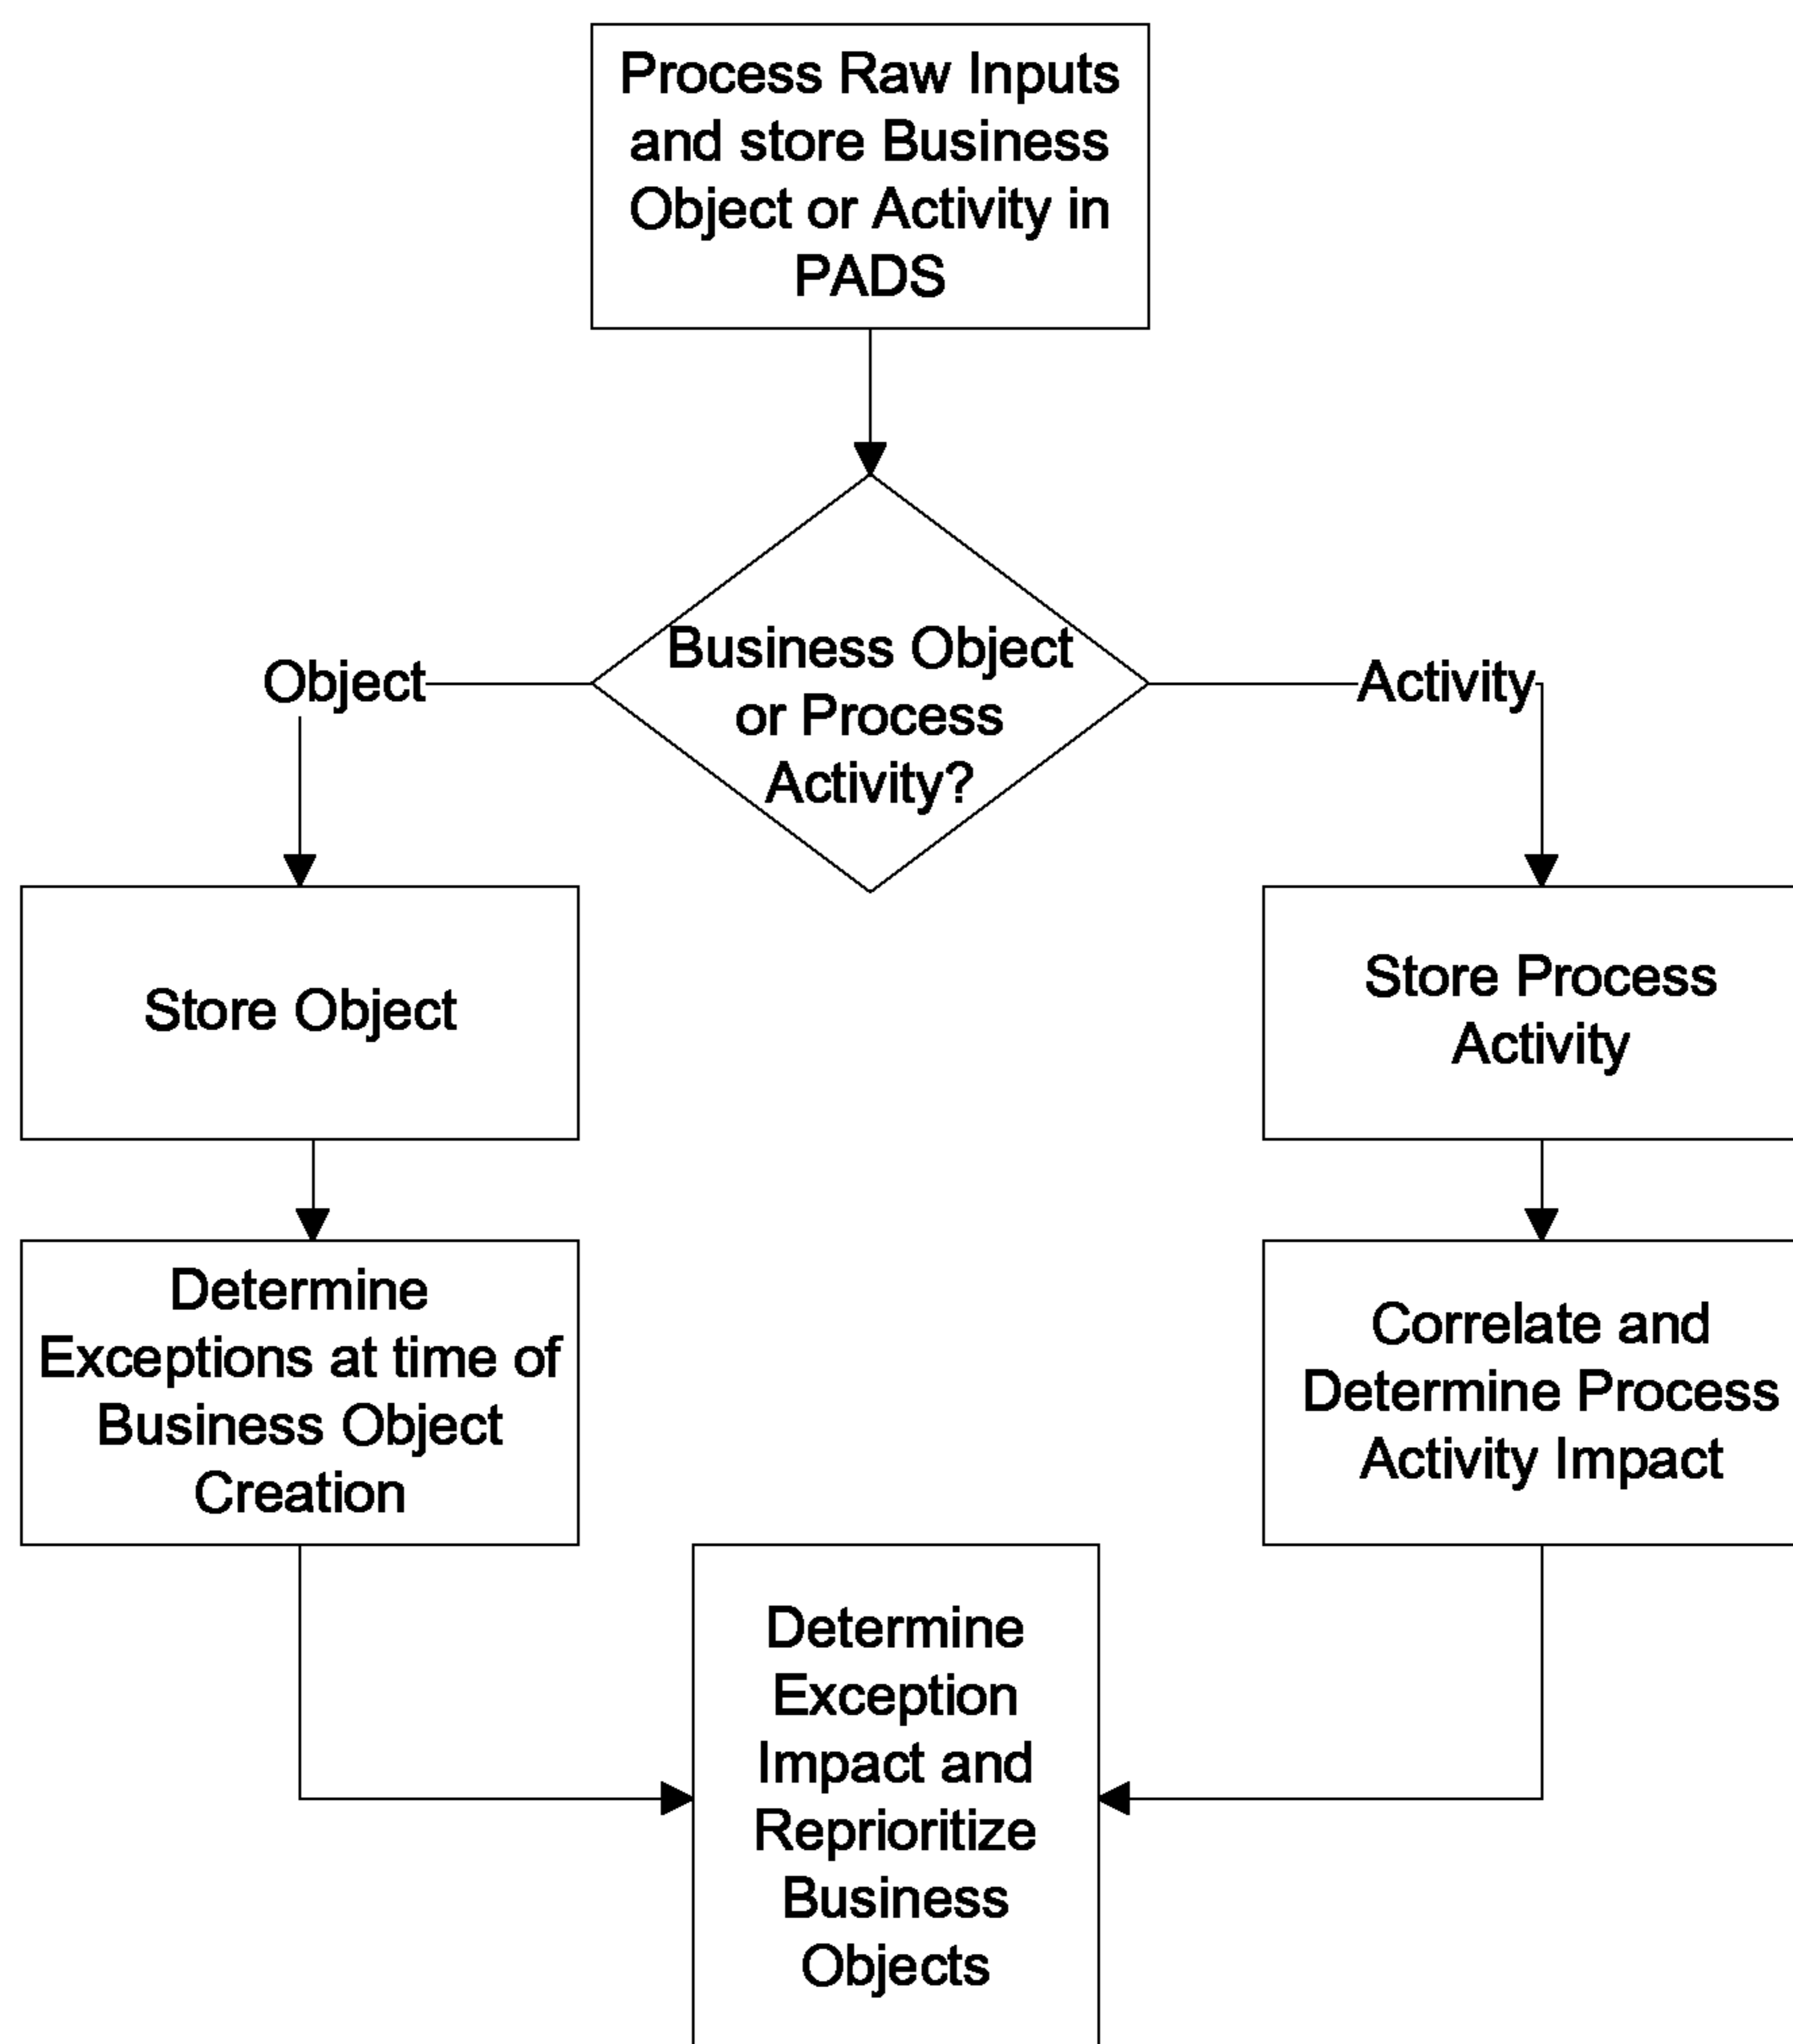 Process Raw Inputs
and store Business
Object or Activity in
PADS
Business Object
or Process
Activity?
Object
Activity
Store Object
Store Process
Activity
Determine
Exceptions at time of
Business Object
Creation
Correlate and
Determine Process
Activity Impact
Determine
Exception
Impact and
Reprioritize
Business
Objects